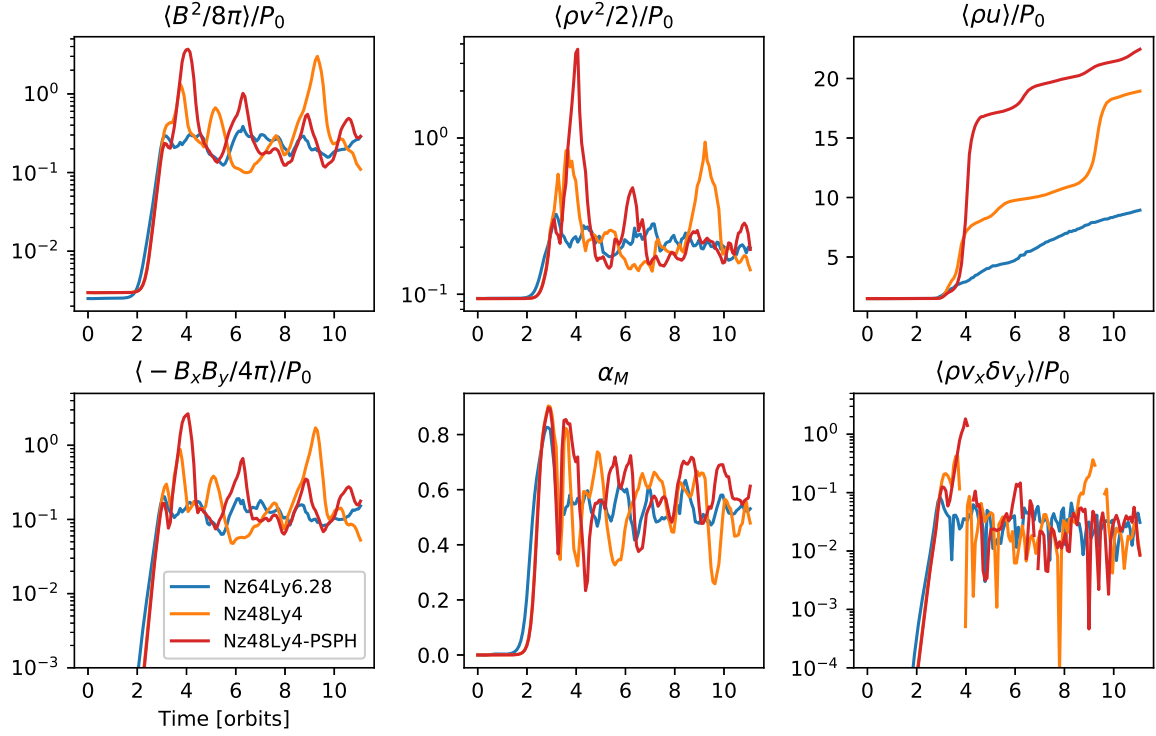 ⟨B²/8π⟩/P₀
⟨ρv²/2⟩/P₀
⟨ρu⟩/P₀
10⁰
10⁻¹
10⁻²
0 2 4 6 8 10
10⁰
10⁻¹
0 2 4 6 8 10
20
15
10
5
0 2 4 6 8 10
⟨−BₓBᵧ/4π⟩/P₀
α_M
⟨ρvₓδvᵧ⟩/P₀
10⁰
10⁻¹
10⁻²
10⁻³
Nz64Ly6.28
Nz48Ly4
Nz48Ly4-PSPH
0 2 4 6 8 10
Time [orbits]
0.8
0.6
0.4
0.2
0.0
0 2 4 6 8 10
10⁰
10⁻¹
10⁻²
10⁻³
10⁻⁴
0 2 4 6 8 10